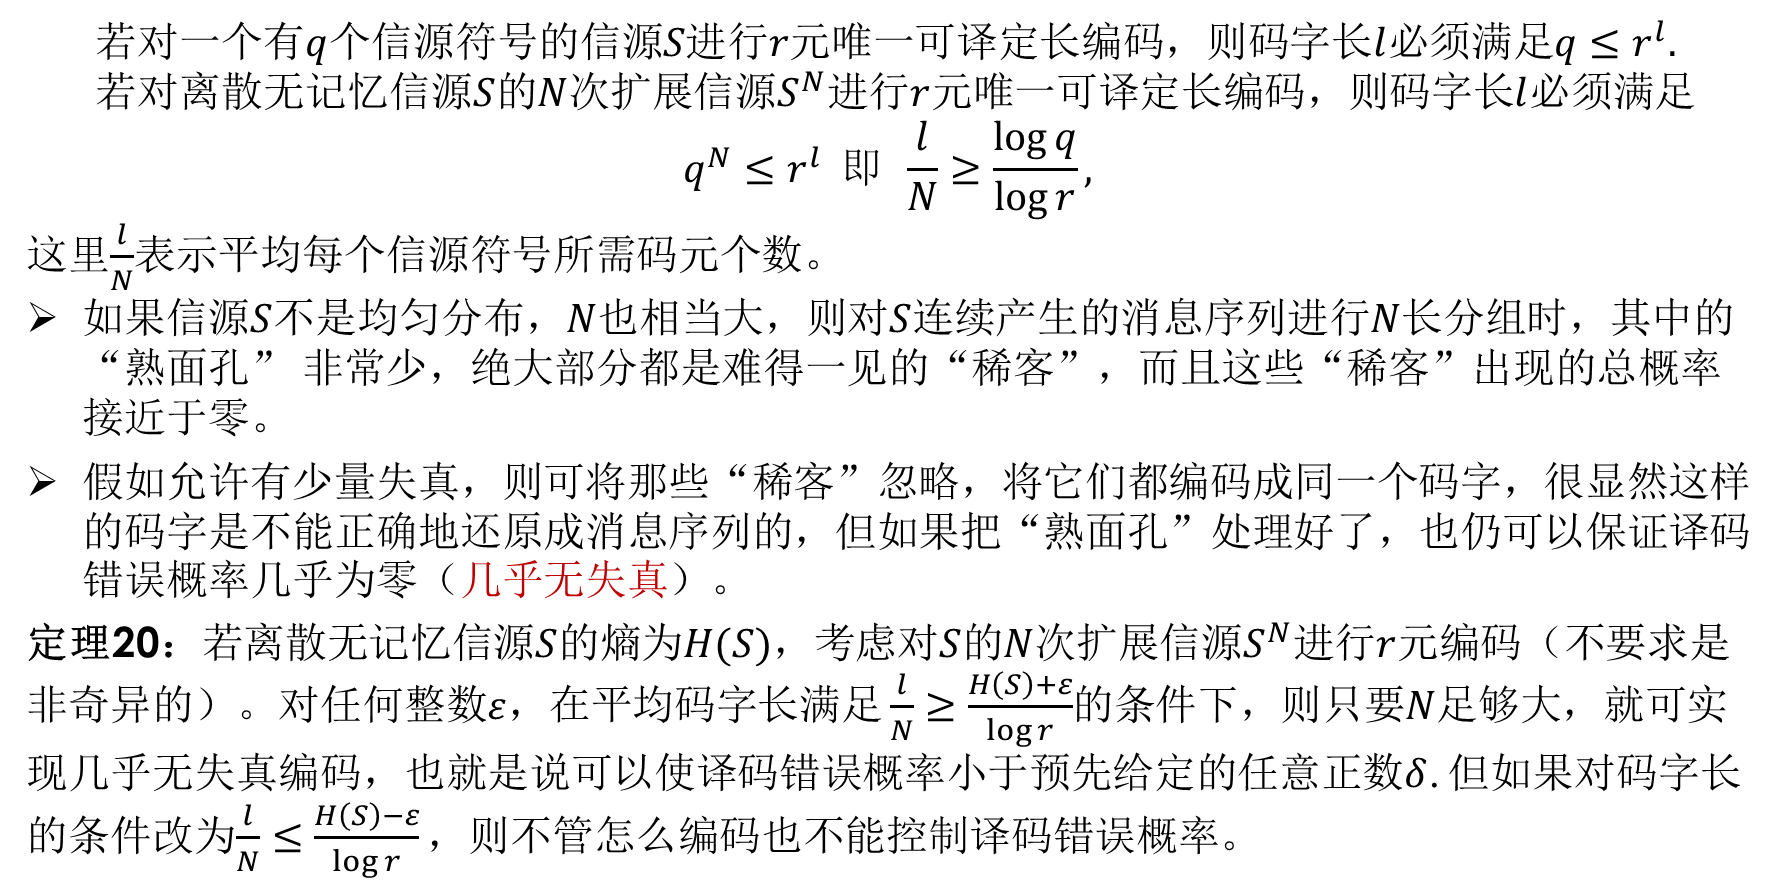 若对一个有q个信源符号的信源S进行r元唯一可译定长编码，则码字长l必须满足q ≤ r^l.
若对离散无记忆信源S的N次扩展信源S^N进行r元唯一可译定长编码，则码字长l必须满足
q^N ≤ r^l 即 l/N ≥ log q / log r,
这里l/N表示平均每个信源符号所需码元个数。
➢ 如果信源S不是均匀分布，N也相当大，则对S连续产生的消息序列进行N长分组时，其中的
“熟面孔” 非常少，绝大部分都是难得一见的“稀客”，而且这些“稀客”出现的总概率
接近于零。
➢ 假如允许有少量失真，则可将那些“稀客”忽略，将它们都编码成同一个码字，很显然这样
的码字是不能正确地还原成消息序列的，但如果把“熟面孔”处理好了，也仍可以保证译码
错误概率几乎为零（几乎无失真）。
定理20：若离散无记忆信源S的熵为H(S)，考虑对S的N次扩展信源S^N进行r元编码（不要求是
非奇异的）。对任何整数ε，在平均码字长满足 l/N ≥ (H(S)+ε)/log r 的条件下，则只要N足够大，就可实
现几乎无失真编码，也就是说可以使译码错误概率小于预先给定的任意正数δ. 但如果对码字长
的条件改为 l/N ≤ (H(S)−ε)/log r，则不管怎么编码也不能控制译码错误概率。